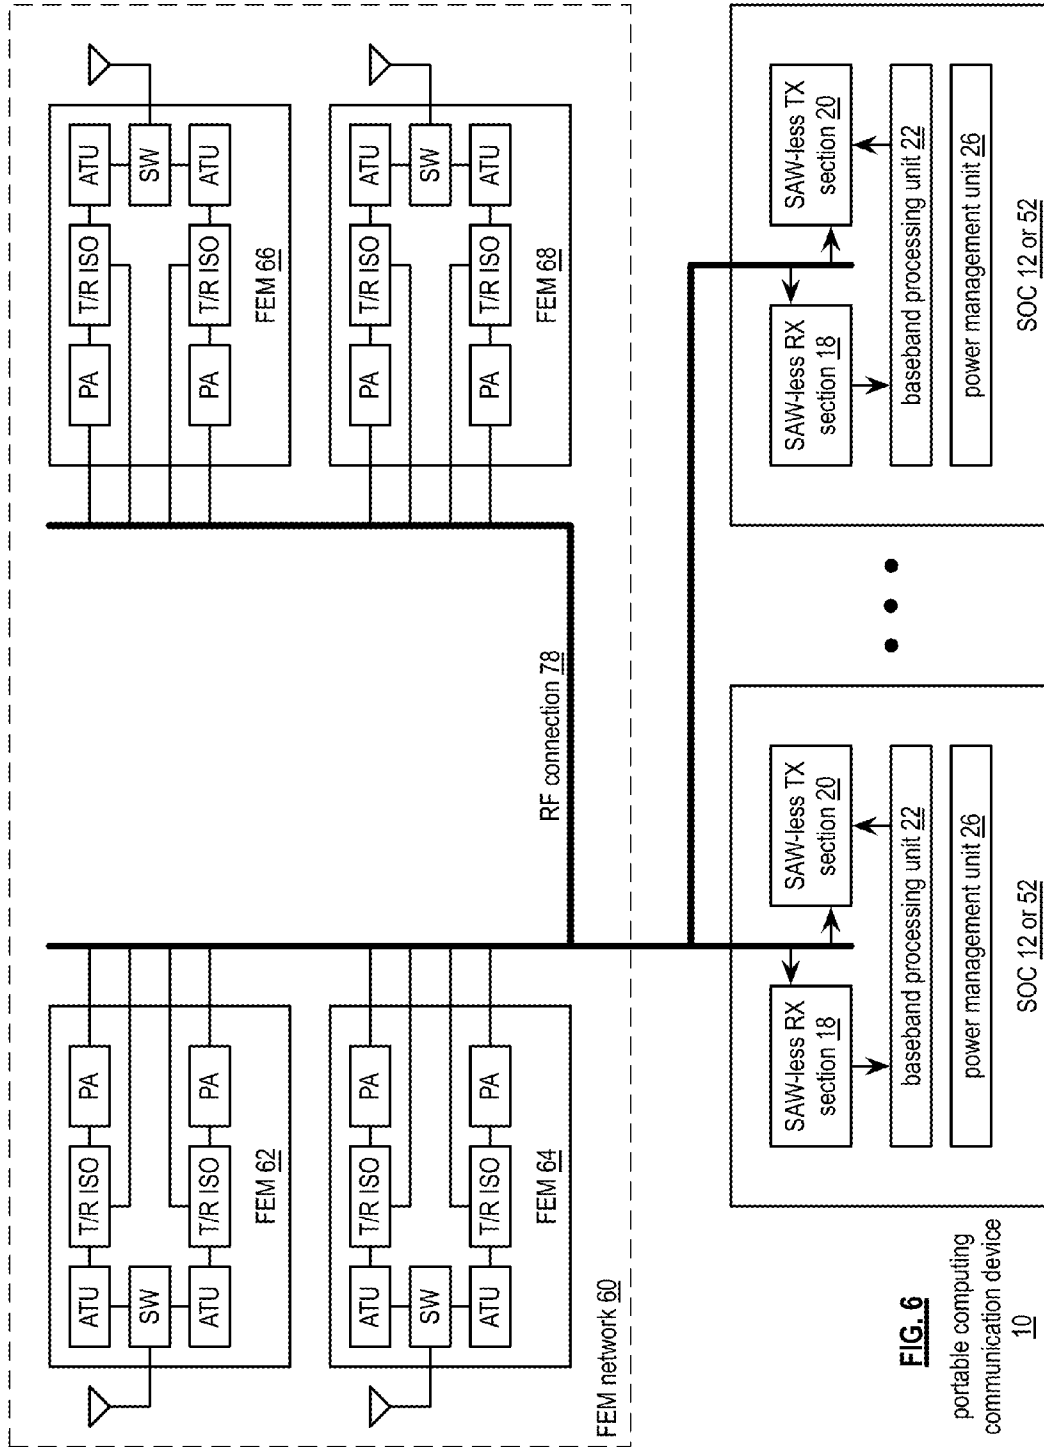 ATU
T/R ISO
PA
SW
ATU
T/R ISO
PA
FEM 62
PA
T/R ISO
ATU
SW
PA
T/R ISO
ATU
FEM 66
ATU
T/R ISO
PA
SW
ATU
T/R ISO
PA
FEM 64
PA
T/R ISO
ATU
SW
PA
T/R ISO
ATU
FEM 68
RF connection 78
FEM network 60
SAW-less RX
section 18
SAW-less TX
section 20
baseband processing unit 22
power management unit 26
SOC 12 or 52
SAW-less RX
section 18
SAW-less TX
section 20
baseband processing unit 22
power management unit 26
SOC 12 or 52
FIG. 6
portable computing
communication device
10